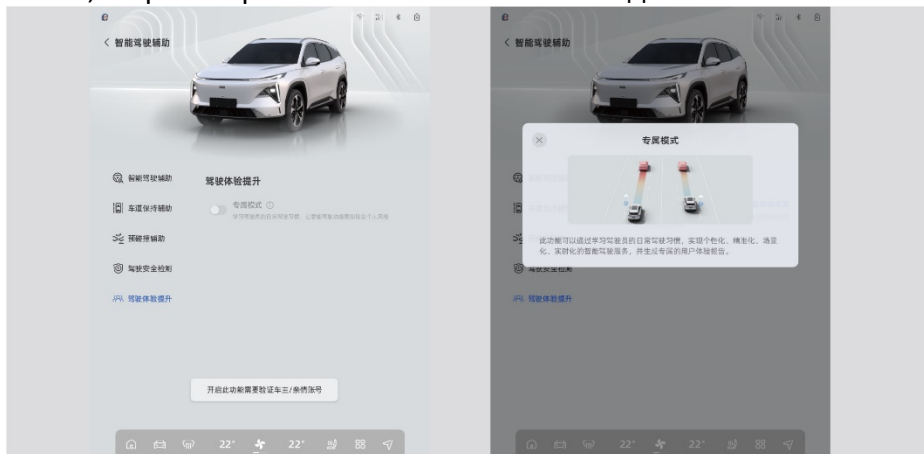 智能驾驶辅助
智能驾驶辅助
驾驶体验提升
车道保持辅助
专属模式
预碰撞辅助
驾驶安全检测
驾驶体验提升
开启此功能需要验证车主/亲情账号
22°
22°
智能驾驶辅助
专属模式
此功能可以通过学习驾驶员的日常驾驶习惯，实现个性化、精准化、场景
化、实时化的智能驾驶服务，并生成专属的用户体验报告。
驾驶安全检测
驾驶体验提升
22°
22°